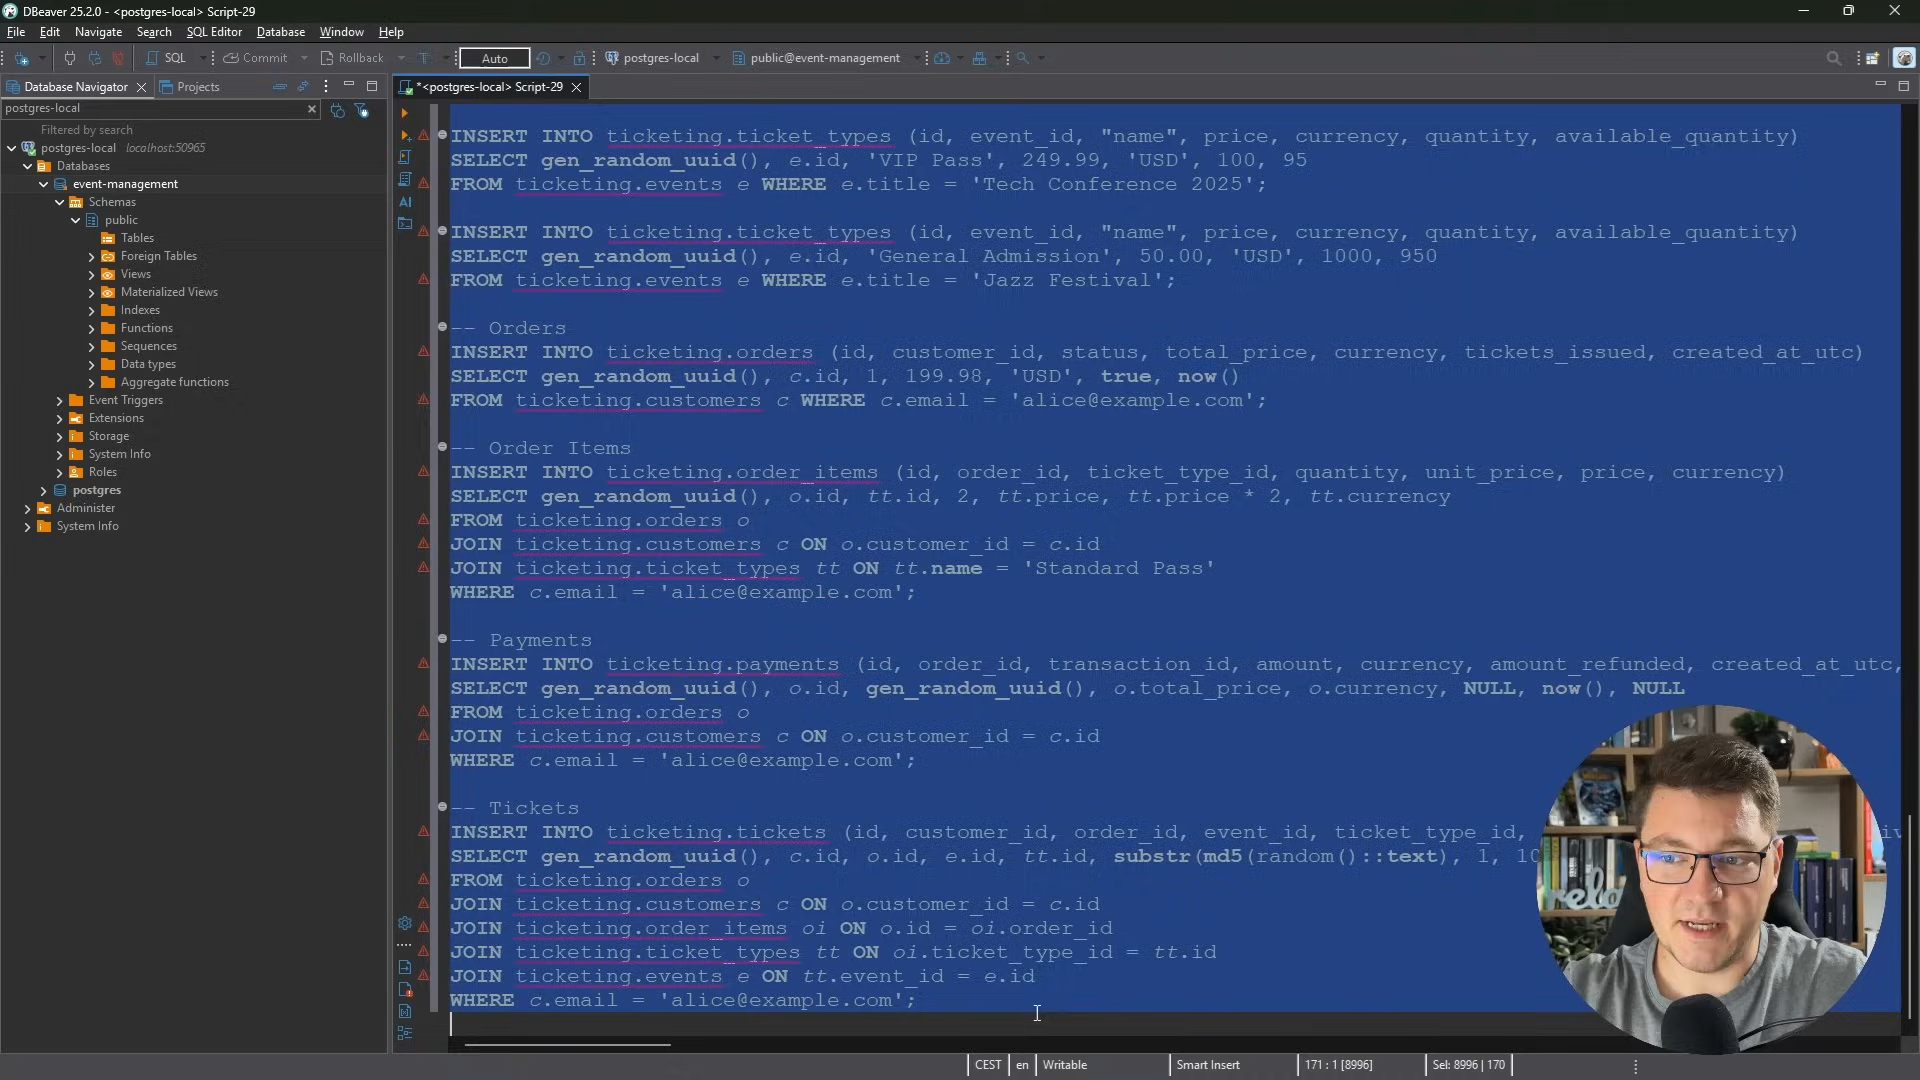 DBeaver 25.2.0 - <postgres-local> Script-29
File Edit Navigate Search SQL Editor Database Window Help
SQL Commit Rollback T Auto postgres-local public@event-management
Database Navigator Projects
*<postgres-local> Script-29
postgres-local
Filtered by search
postgres-local localhost:50965
Databases
event-management
Schemas
public
Tables
Foreign Tables
Views
Materialized Views
Indexes
Functions
Sequences
Data types
Aggregate functions
Event Triggers
Extensions
Storage
System Info
Roles
postgres
Administer
System Info
AI
INSERT INTO ticketing.ticket_types (id, event_id, "name", price, currency, quantity, available_quantity)
SELECT gen_random_uuid(), e.id, 'VIP Pass', 249.99, 'USD', 100, 95
FROM ticketing.events e WHERE e.title = 'Tech Conference 2025';
INSERT INTO ticketing.ticket_types (id, event_id, "name", price, currency, quantity, available_quantity)
SELECT gen_random_uuid(), e.id, 'General Admission', 50.00, 'USD', 1000, 950
FROM ticketing.events e WHERE e.title = 'Jazz Festival';
-- Orders
INSERT INTO ticketing.orders (id, customer_id, status, total_price, currency, tickets_issued, created_at_utc)
SELECT gen_random_uuid(), c.id, 1, 199.98, 'USD', true, now()
FROM ticketing.customers c WHERE c.email = 'alice@example.com';
-- Order Items
INSERT INTO ticketing.order_items (id, order_id, ticket_type_id, quantity, unit_price, price, currency)
SELECT gen_random_uuid(), o.id, tt.id, 2, tt.price, tt.price * 2, tt.currency
FROM ticketing.orders o
JOIN ticketing.customers c ON o.customer_id = c.id
JOIN ticketing.ticket_types tt ON tt.name = 'Standard Pass'
WHERE c.email = 'alice@example.com';
-- Payments
INSERT INTO ticketing.payments (id, order_id, transaction_id, amount, currency, amount_refunded, created_at_utc,
SELECT gen_random_uuid(), o.id, gen_random_uuid(), o.total_price, o.currency, NULL, now(), NULL
FROM ticketing.orders o
JOIN ticketing.customers c ON o.customer_id = c.id
WHERE c.email = 'alice@example.com';
-- Tickets
INSERT INTO ticketing.tickets (id, customer_id, order_id, event_id, ticket_type_id,
SELECT gen_random_uuid(), c.id, o.id, e.id, tt.id, substr(md5(random()::text), 1, 10
FROM ticketing.orders o
JOIN ticketing.customers c ON o.customer_id = c.id
JOIN ticketing.order_items oi ON o.id = oi.order_id
JOIN ticketing.ticket_types tt ON oi.ticket_type_id = tt.id
JOIN ticketing.events e ON tt.event_id = e.id
WHERE c.email = 'alice@example.com';
CEST en Writable Smart Insert 171 : 1 [8996] Sel: 8996 | 170